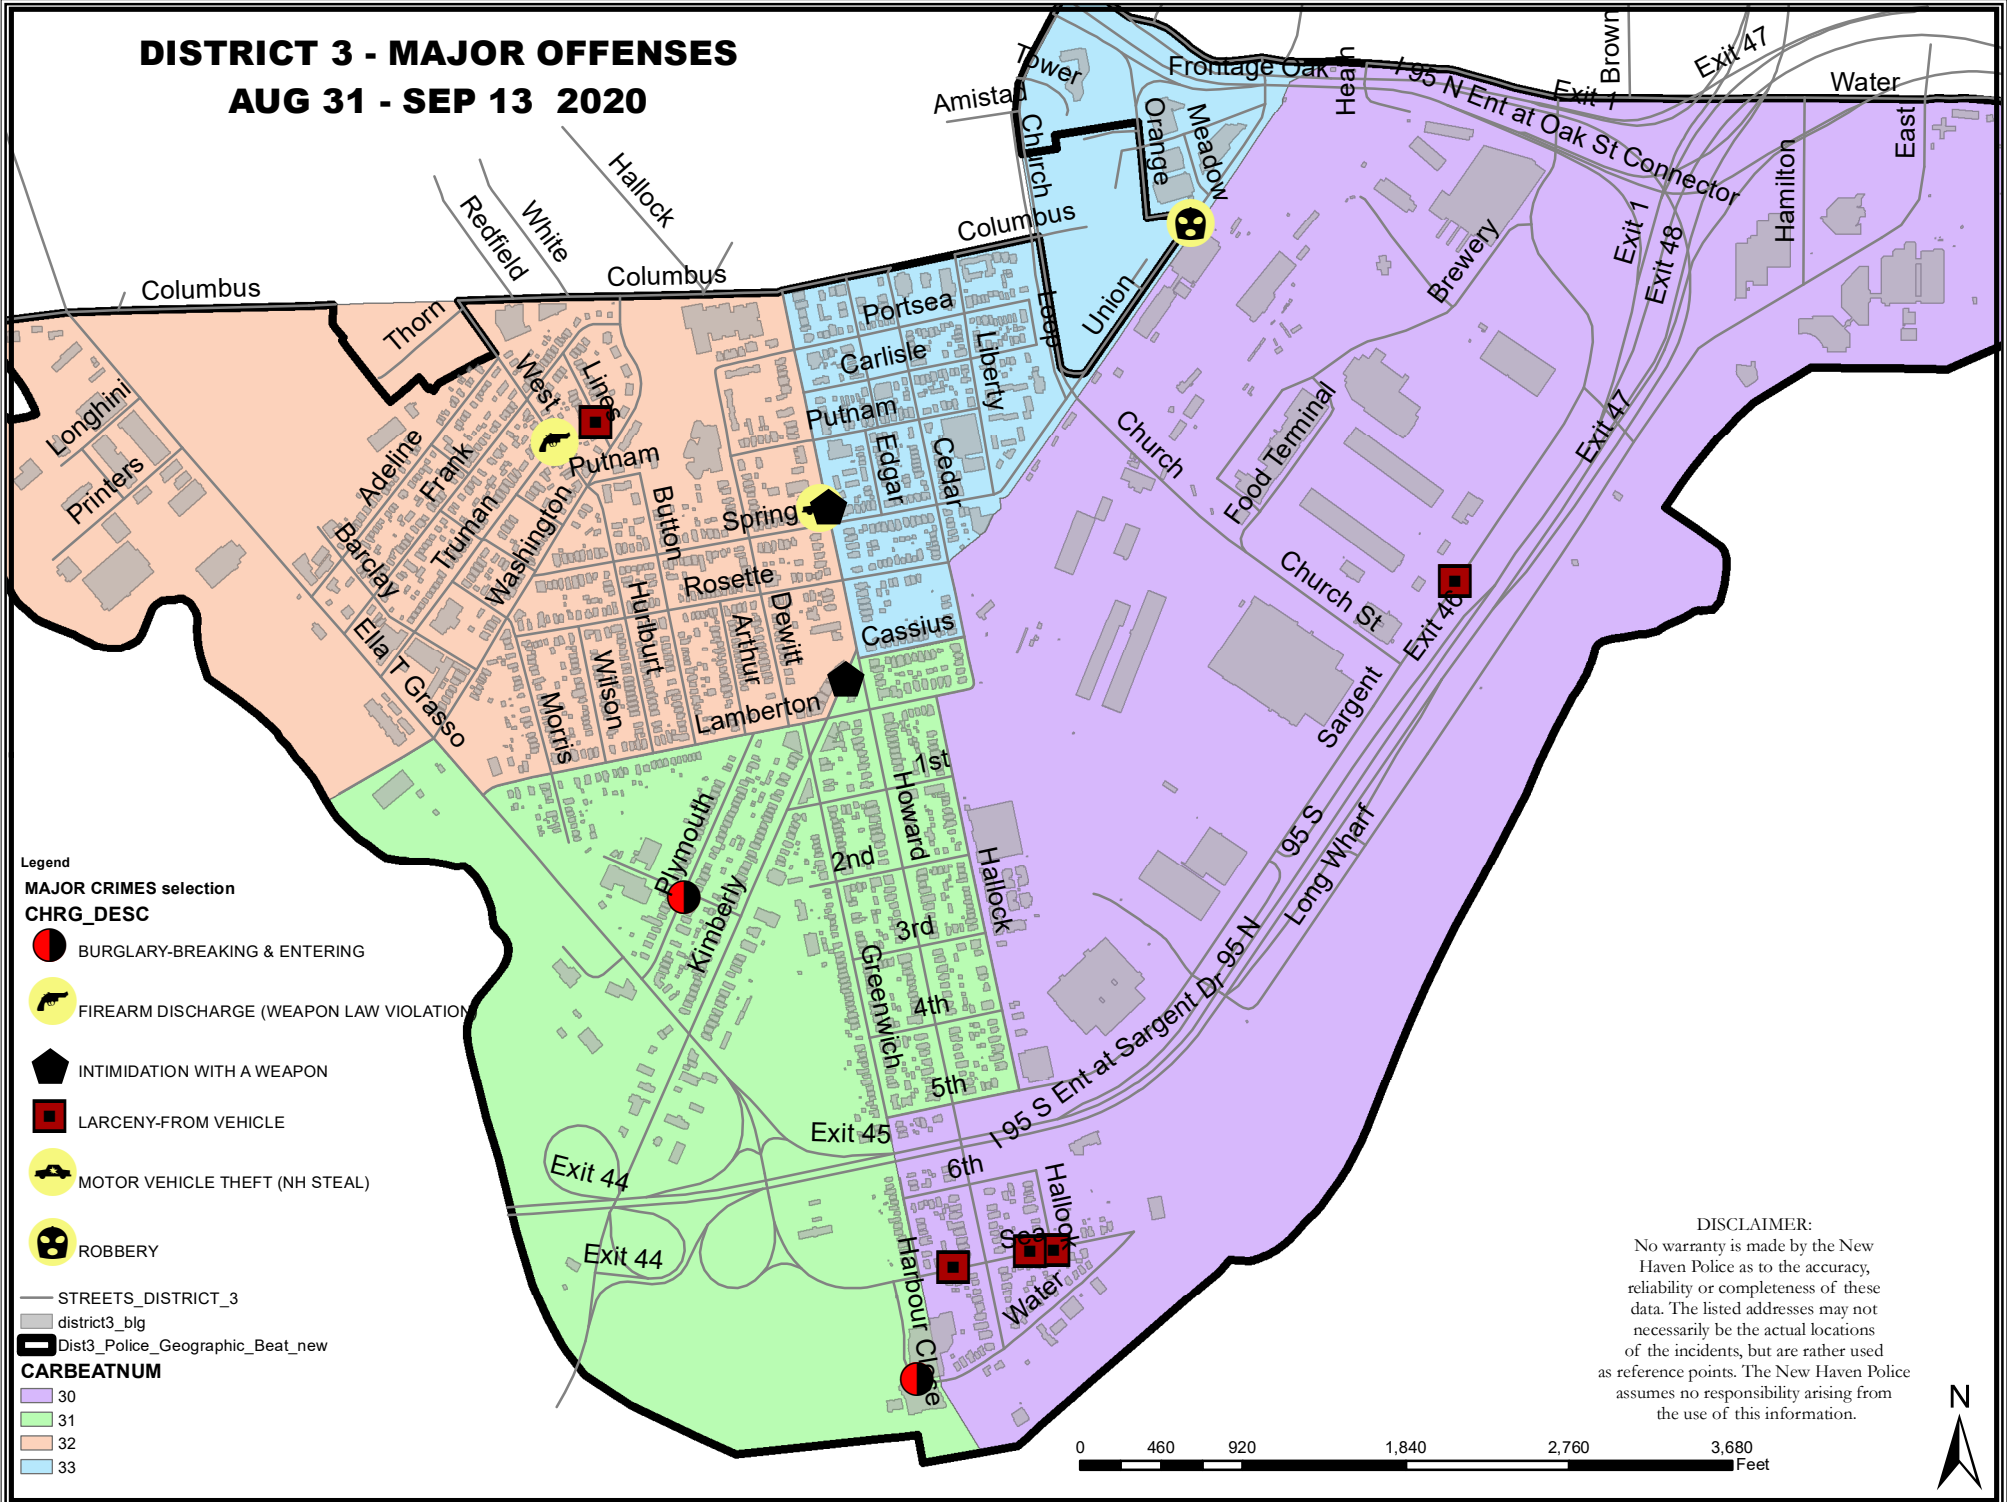 DISTRICT 3 - MAJOR OFFENSES
AUG 31 - SEP 13 2020
Tower
Amistad
Church
Frontage Oak
Orange
Meadow
Heath
I 95 N Ent at Oak St Connector
Exit 1
Brown
Exit 47
Water
East
Hamilton
Exit 1
Exit 48
Brewery
Hallock
White
Redfield
Columbus
Columbus
Columbus
Thorn
Portsea
Carlisle
Liberty
Loop
Union
Putnam
Edgar
Cedar
West
Lines
Longhini
Printers
Adeline
Frank
Truman
Washington
Barclay
Putnam
Button
Spring
Rosette
Hurlburt
Dewitt
Arthur
Wilson
Morris
Lamberton
Cassius
Ella T Grasso
Church
Food Terminal
Church St
Exit 47
Exit 46
Sargent
95 S
Long Wharf
95 N
I 95 S Ent at Sargent Dr
1st
Howard
2nd
Hallock
3rd
Greenwich
4th
5th
Plymouth
Kimberly
Exit 45
Exit 44
Exit 44
6th
Hallock
Sea
Water
Harbour Close
Legend
MAJOR CRIMES selection
CHRG_DESC
BURGLARY-BREAKING & ENTERING
FIREARM DISCHARGE (WEAPON LAW VIOLATION
INTIMIDATION WITH A WEAPON
LARCENY-FROM VEHICLE
MOTOR VEHICLE THEFT (NH STEAL)
ROBBERY
STREETS_DISTRICT_3
district3_blg
Dist3_Police_Geographic_Beat_new
CARBEATNUM
30
31
32
33
DISCLAIMER:
No warranty is made by the New
Haven Police as to the accuracy,
reliability or completeness of these
data. The listed addresses may not
necessarily be the actual locations
of the incidents, but are rather used
as reference points. The New Haven Police
assumes no responsibility arising from
the use of this information.
N
0 460 920 1,840 2,760 3,680
Feet